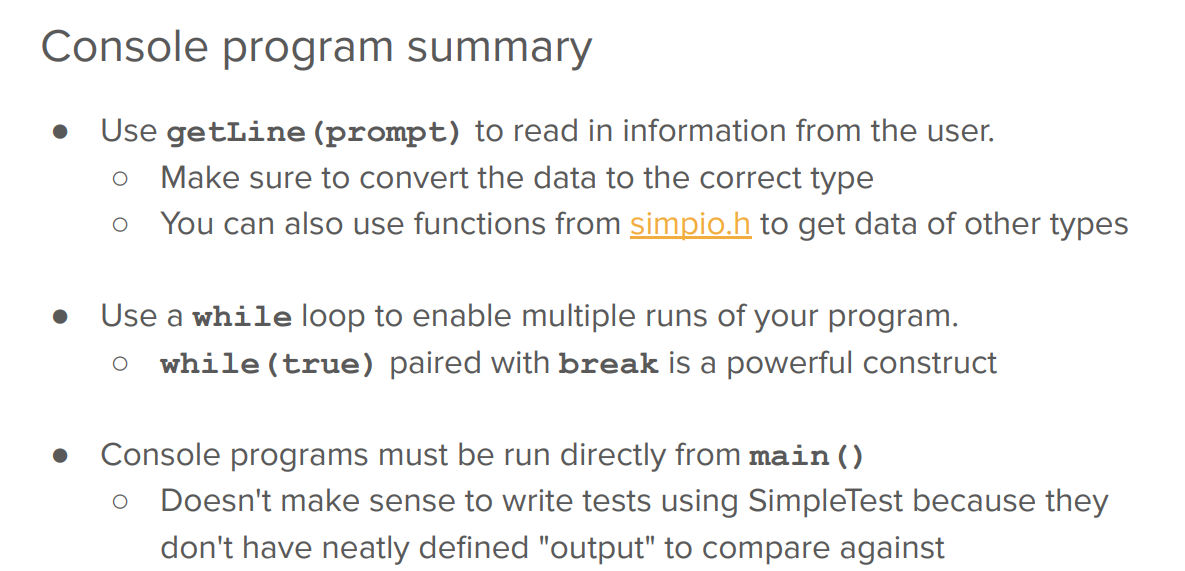 Console program summary
● Use getLine(prompt) to read in information from the user.
○ Make sure to convert the data to the correct type
○ You can also use functions from simpio.h to get data of other types
● Use a while loop to enable multiple runs of your program.
○ while(true) paired with break is a powerful construct
● Console programs must be run directly from main()
○ Doesn't make sense to write tests using SimpleTest because they
don't have neatly defined "output" to compare against